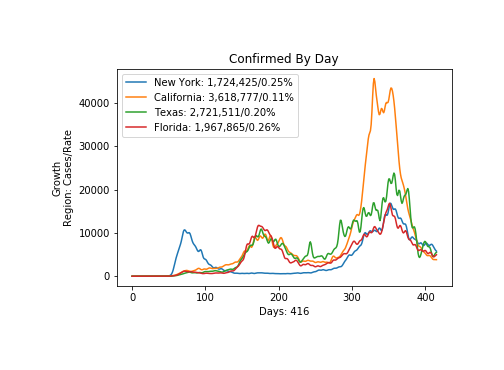 Confirmed By Day
New York: 1,724,425/0.25%
California: 3,618,777/0.11%
Texas: 2,721,511/0.20%
Florida: 1,967,865/0.26%
Growth
Region: Cases/Rate
40000
30000
20000
10000
0
0
100
200
300
400
Days: 416